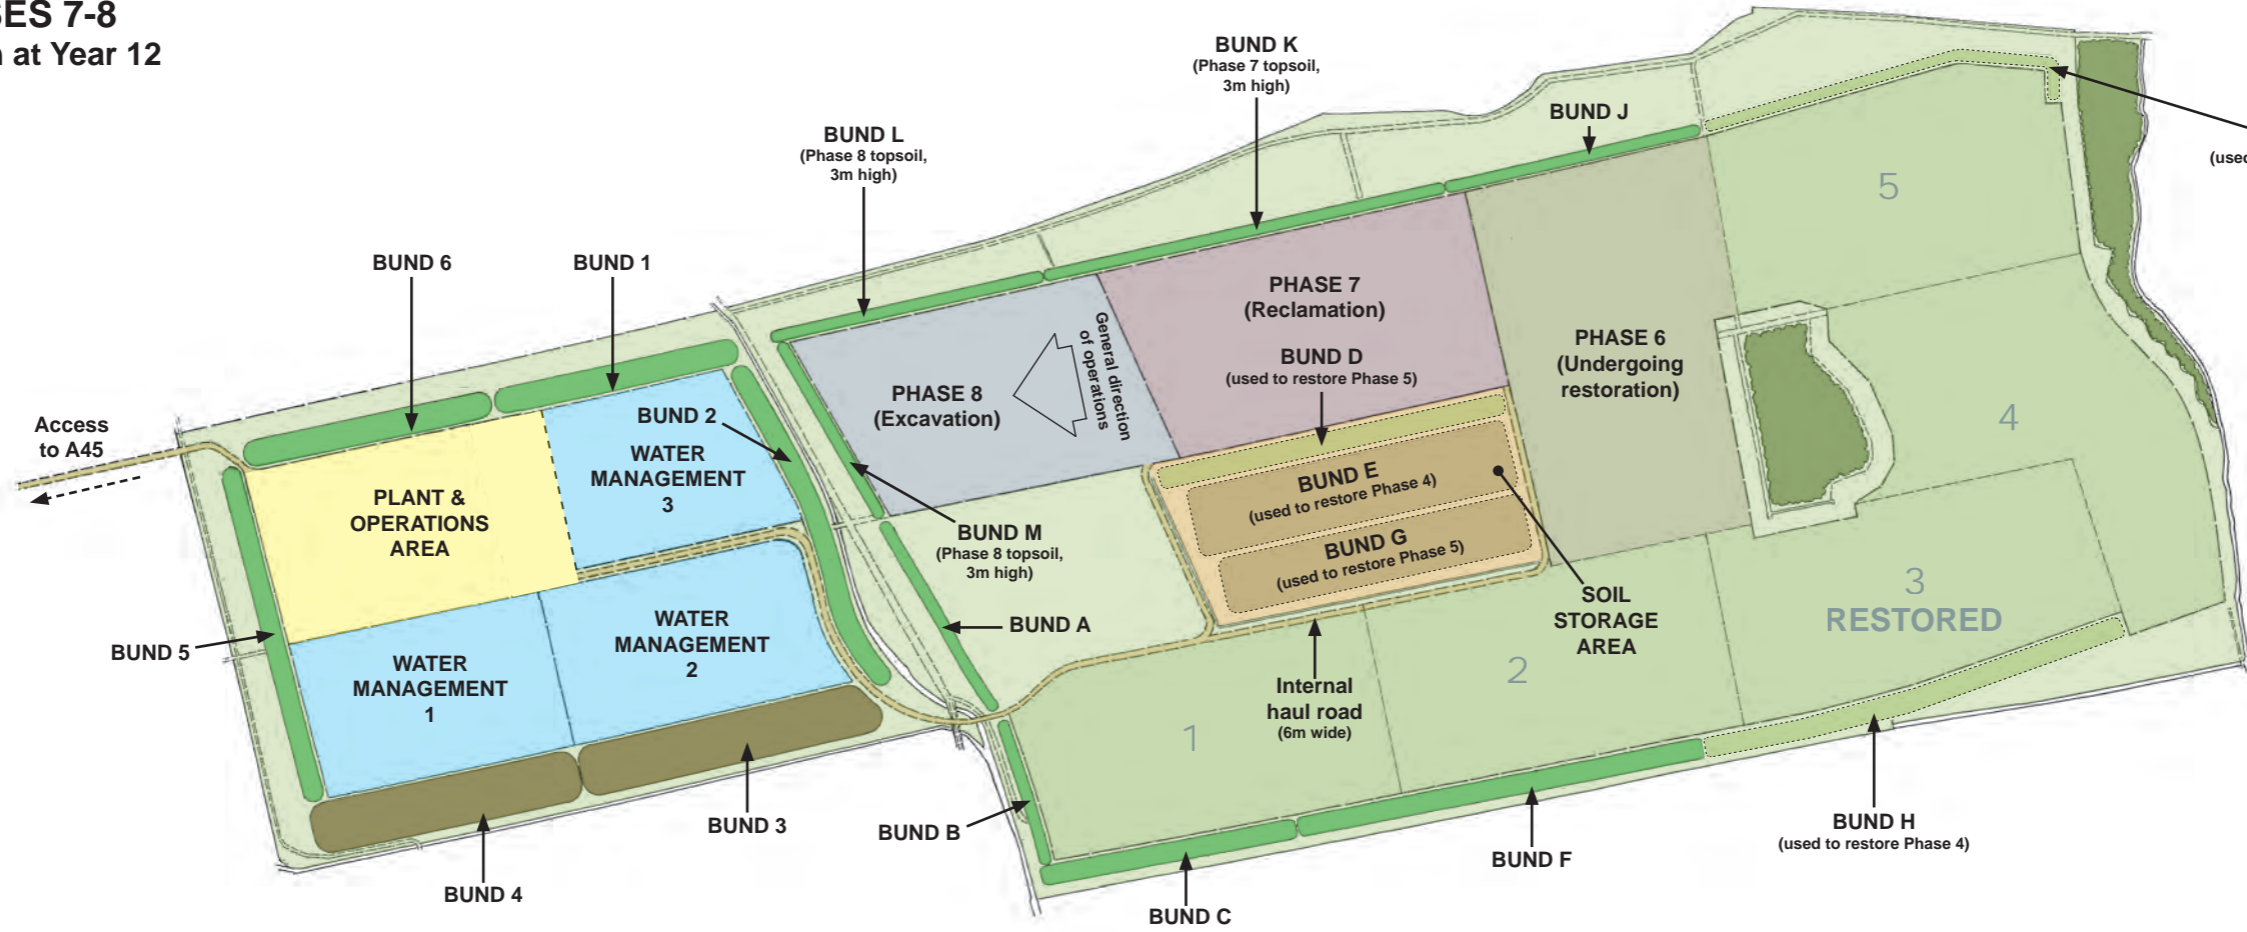 SES 7-8
at Year 12
BUND K
(Phase 7 topsoil,
3m high)
BUND J
BUND L
(Phase 8 topsoil,
3m high)
(used
5
BUND 6
BUND 1
PHASE 7
(Reclamation)
General direction
of operations
PHASE 6
(Undergoing
restoration)
BUND D
(used to restore Phase 5)
PHASE 8
(Excavation)
4
Access
to A45
BUND 2
WATER
MANAGEMENT
3
PLANT &
OPERATIONS
AREA
BUND E
(used to restore Phase 4)
BUND G
(used to restore Phase 5)
BUND M
(Phase 8 topsoil,
3m high)
SOIL
STORAGE
AREA
3
RESTORED
BUND A
BUND 5
WATER
MANAGEMENT
2
WATER
MANAGEMENT
1
2
Internal
haul road
(6m wide)
1
BUND 3
BUND B
BUND H
(used to restore Phase 4)
BUND F
BUND 4
BUND C